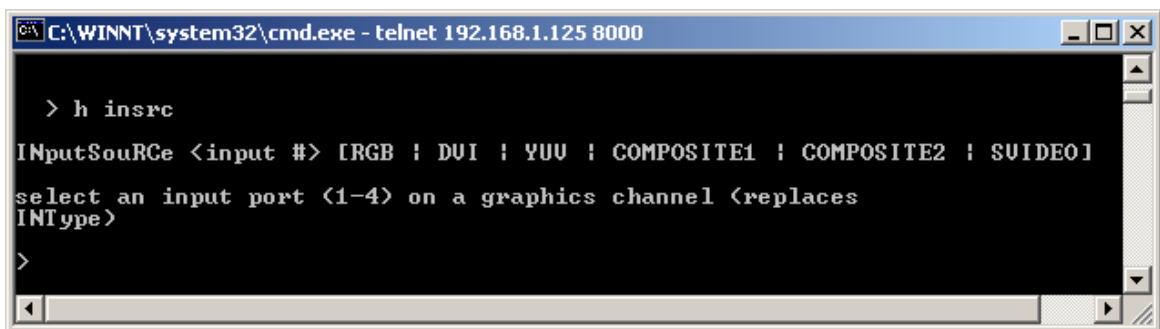 C:\WINNT\system32\cmd.exe - telnet 192.168.1.125 8000
> h insrc
INputSouRCe <input #> [RGB ¦ DVI ¦ YUV ¦ COMPOSITE1 ¦ COMPOSITE2 ¦ SVIDEO]
select an input port (1-4) on a graphics channel (replaces
INType)
>